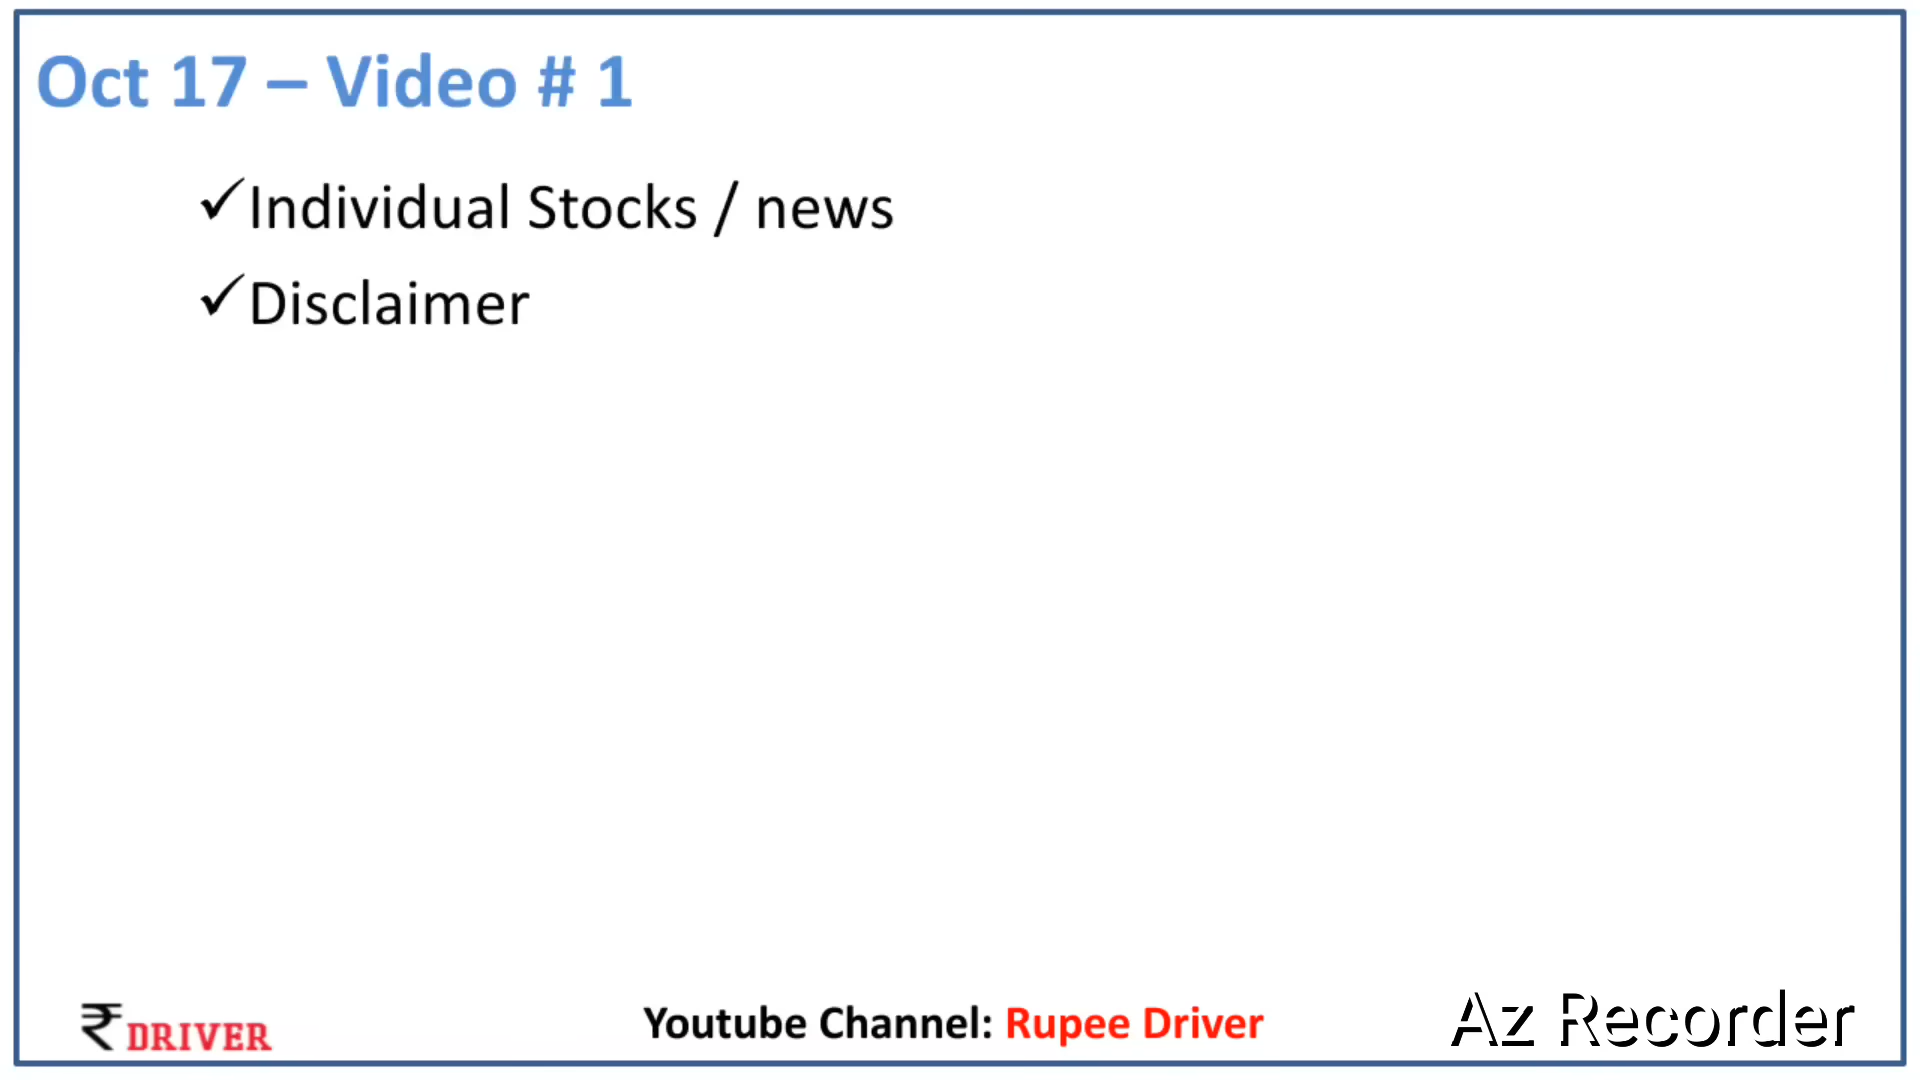 Oct 17 – Video # 1
✓Individual Stocks / news
✓Disclaimer
₹ DRIVER
Youtube Channel: Rupee Driver
Az Recorder